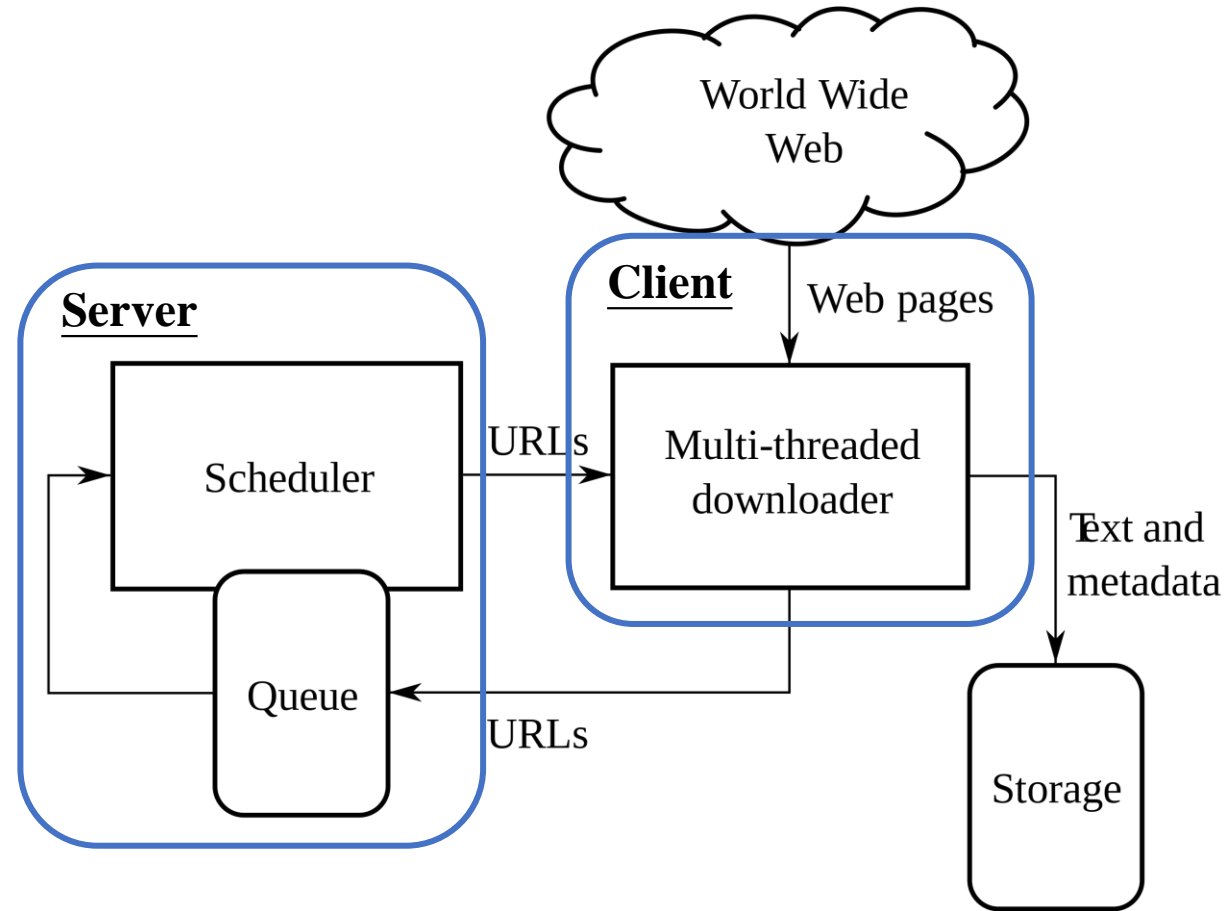 World Wide
Web
Client
Web pages
Server
URLs
Multi-threaded
downloader
Scheduler
Text and
metadata
Queue
URLs
Storage